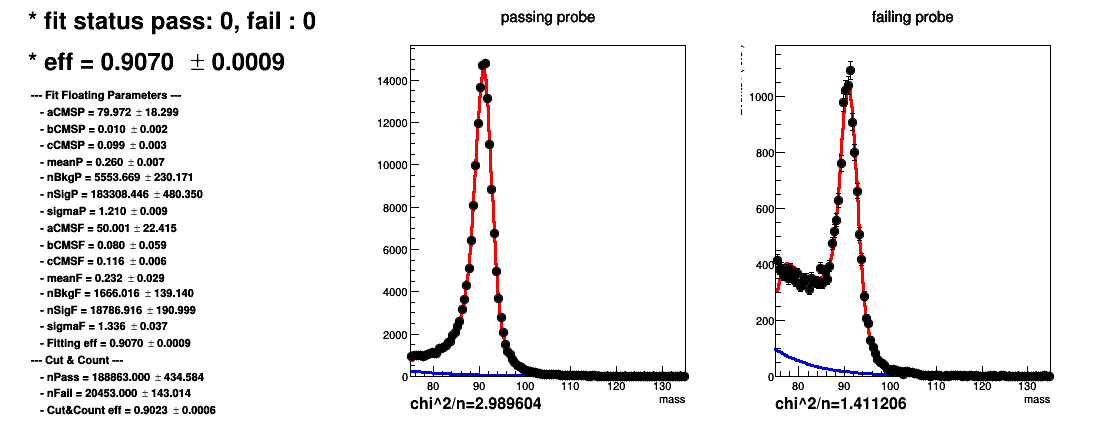 * fit status pass: 0, fail : 0
* eff = 0.9070 ± 0.0009
--- Fit Floating Parameters ---
- aCMSP = 79.972 ± 18.299
- bCMSP = 0.010 ± 0.002
- cCMSP = 0.099 ± 0.003
- meanP = 0.260 ± 0.007
- nBkgP = 5553.669 ± 230.171
- nSigP = 183308.446 ± 480.350
- sigmaP = 1.210 ± 0.009
- aCMSF = 50.001 ± 22.415
- bCMSF = 0.080 ± 0.059
- cCMSF = 0.116 ± 0.006
- meanF = 0.232 ± 0.029
- nBkgF = 1666.016 ± 139.140
- nSigF = 18786.916 ± 190.999
- sigmaF = 1.336 ± 0.037
- Fitting eff = 0.9070 ± 0.0009
--- Cut & Count ---
- nPass = 188863.000 ± 434.584
- nFail = 20453.000 ± 143.014
- Cut&Count eff = 0.9023 ± 0.0006
passing probe
14000
12000
10000
8000
6000
4000
2000
0
80 90 100 110 120 130
mass
chi^2/n=2.989604
failing probe
1000
800
600
400
200
0
80 90 100 110 120 130
mass
chi^2/n=1.411206